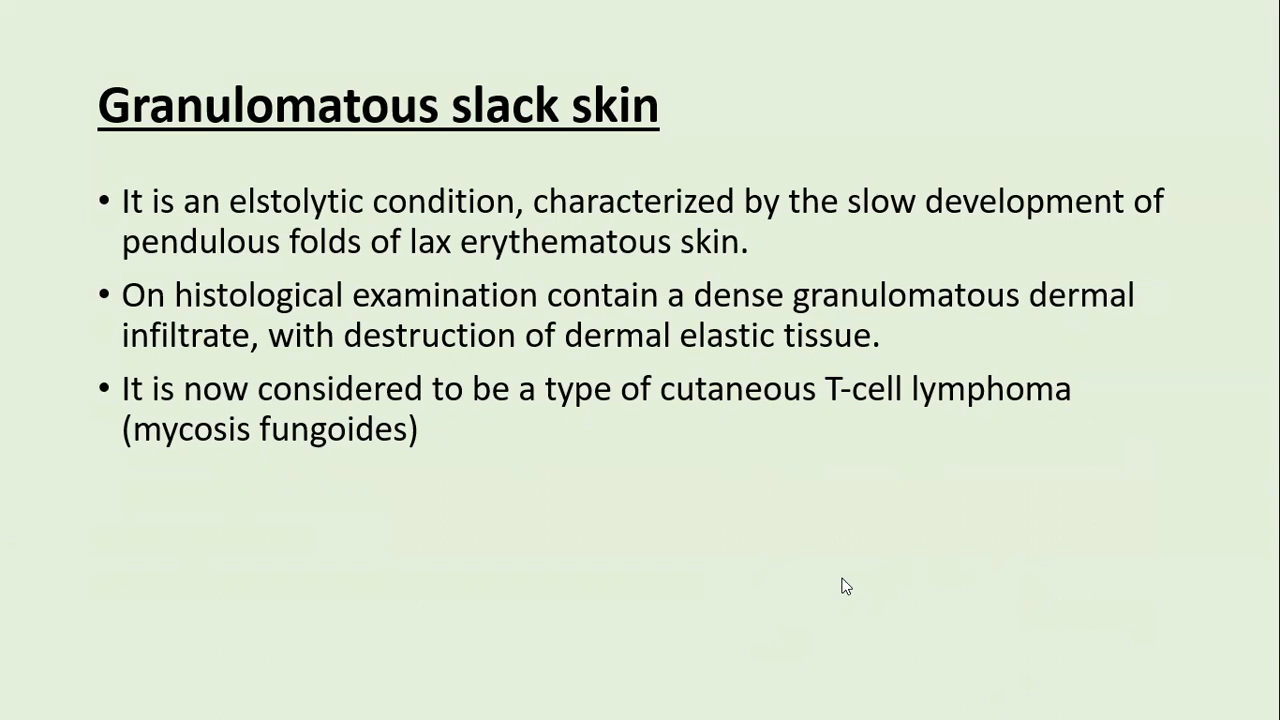 Granulomatous slack skin
• It is an elstolytic condition, characterized by the slow development of
pendulous folds of lax erythematous skin.
• On histological examination contain a dense granulomatous dermal
infiltrate, with destruction of dermal elastic tissue.
• It is now considered to be a type of cutaneous T-cell lymphoma
(mycosis fungoides)